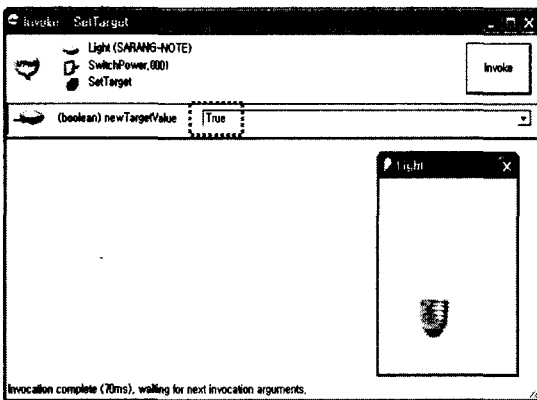 Invoke SetTarget
Light (SARANG-NOTE)
SwitchPower,0001
SetTarget
Invoke
(boolean) newTargetValue True
Light
Invocation complete (70ms), waiting for next invocation arguments.